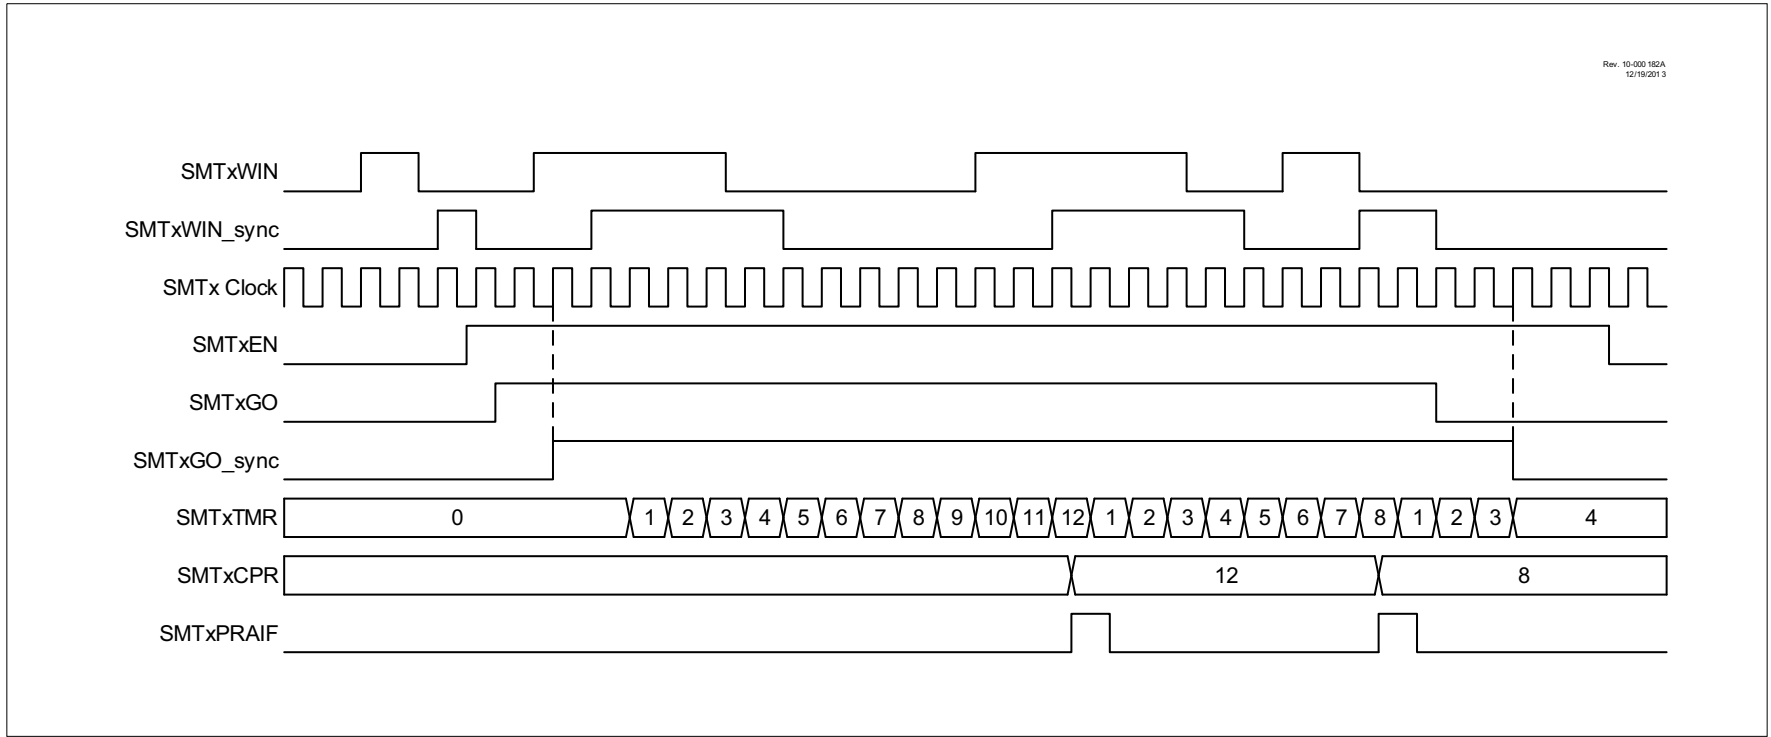 Rev. 10-000 182A
12/19/201 3
SMTxWIN
SMTxWIN_sync
SMTx Clock
SMTxEN
SMTxGO
SMTxGO_sync
SMTxTMR 0 1 2 3 4 5 6 7 8 9 10 11 12 1 2 3 4 5 6 7 8 1 2 3 4
SMTxCPR 12 8
SMTxPRAIF